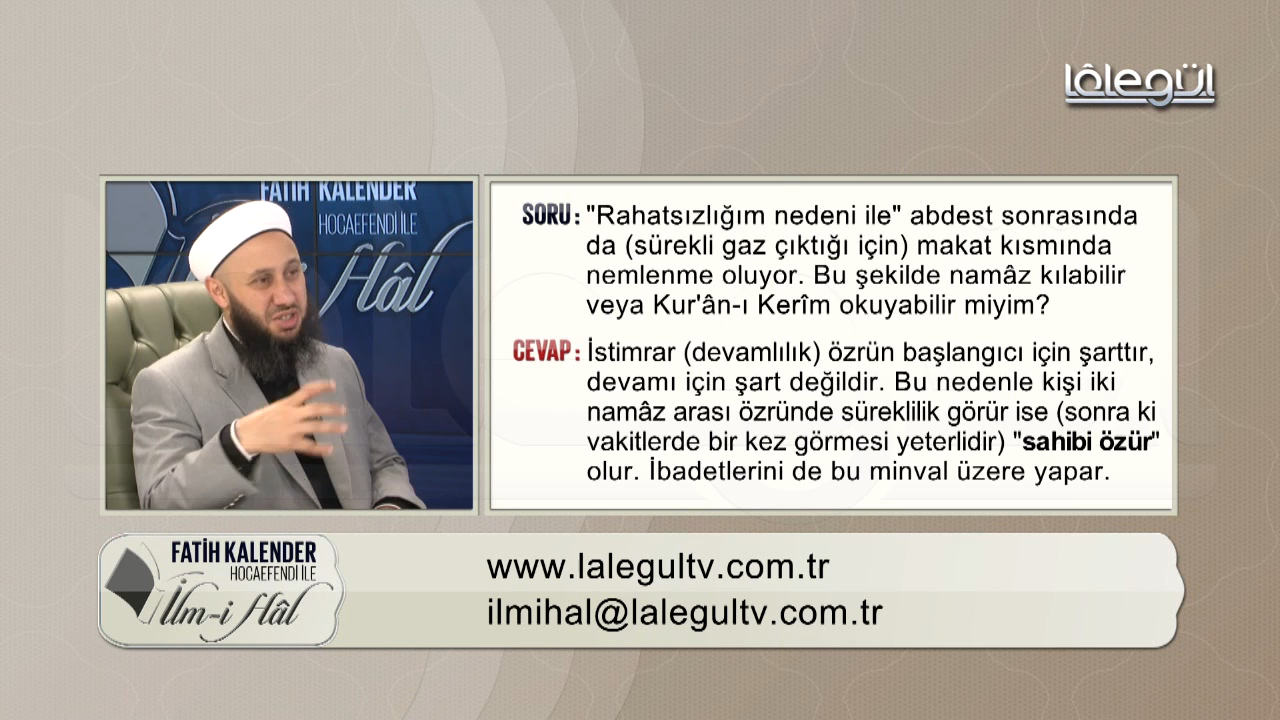 lâlegül
FATİH KALENDER
HOCAEFENDİ İLE
Hâl
SORU : "Rahatsızlığım nedeni ile" abdest sonrasında
da (sürekli gaz çıktığı için) makat kısmında
nemlenme oluyor. Bu şekilde namâz kılabilir
veya Kur'ân-ı Kerîm okuyabilir miyim?
CEVAP : İstimrar (devamlılık) özrün başlangıcı için şarttır,
devamı için şart değildir. Bu nedenle kişi iki
namâz arası özründe süreklilik görür ise (sonra ki
vakitlerde bir kez görmesi yeterlidir) "sahibi özür"
olur. İbadetlerini de bu minval üzere yapar.
FATİH KALENDER
HOCAEFENDİ İLE
İlm-i Hâl
www.lalegultv.com.tr
ilmihal@lalegultv.com.tr